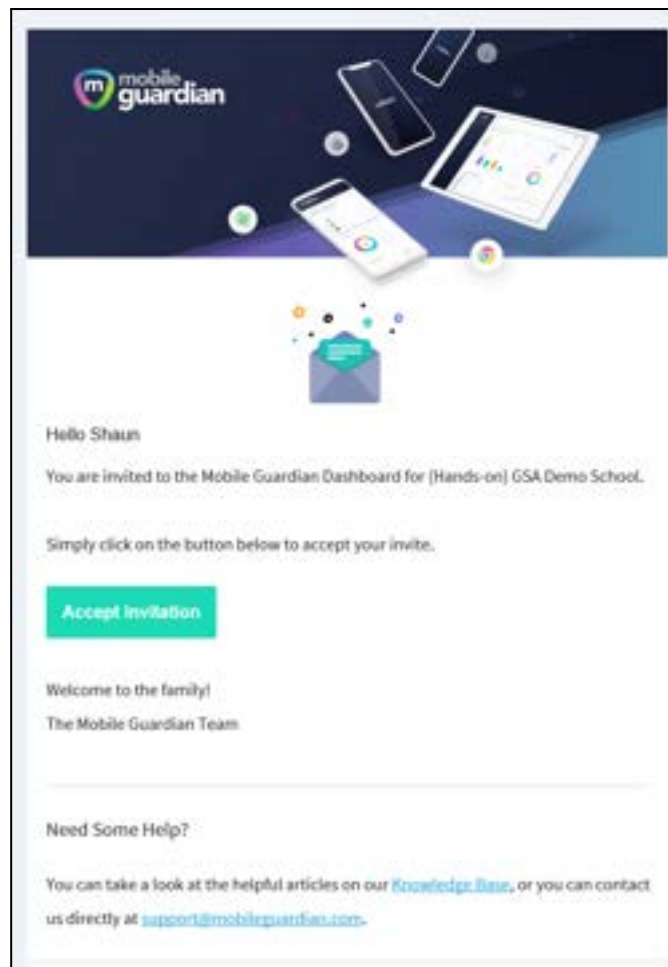 mobile
guardian
Hello Shaun
You are invited to the Mobile Guardian Dashboard for [Hands-on] GSA Demo School.
Simply click on the button below to accept your invite.
Accept Invitation
Welcome to the family!
The Mobile Guardian Team
Need Some Help?
You can take a look at the helpful articles on our Knowledge Base, or you can contact
us directly at support@mobileguardian.com.